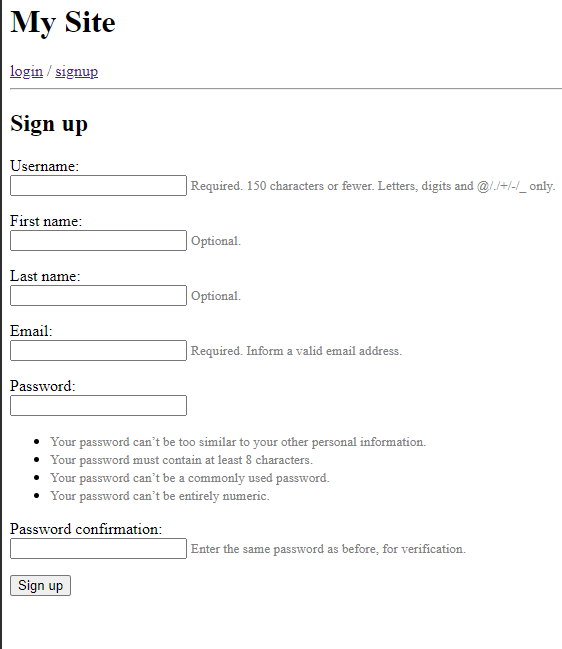 My Site
login / signup
Sign up
Username:
Required. 150 characters or fewer. Letters, digits and @/./+/-/_ only.
First name:
Optional.
Last name:
Optional.
Email:
Required. Inform a valid email address.
Password:
Your password can’t be too similar to your other personal information.
Your password must contain at least 8 characters.
Your password can’t be a commonly used password.
Your password can’t be entirely numeric.
Password confirmation:
Enter the same password as before, for verification.
Sign up